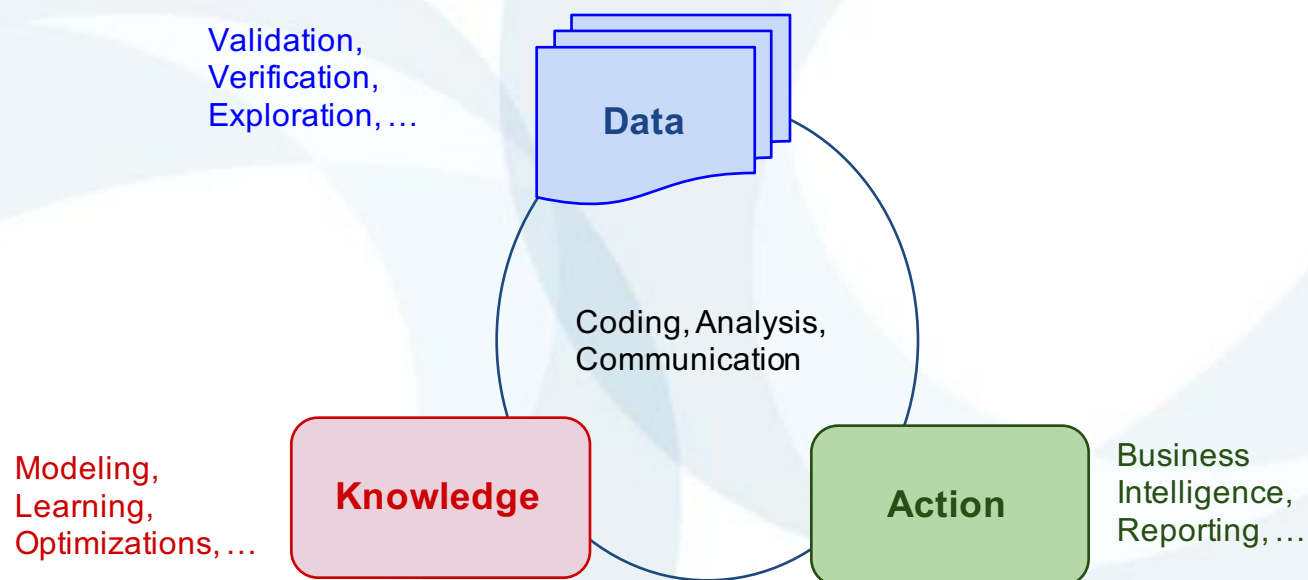 Validation,
Verification,
Exploration, …
Data
Coding, Analysis,
Communication
Modeling,
Learning,
Optimizations, …
Knowledge
Action
Business
Intelligence,
Reporting, …